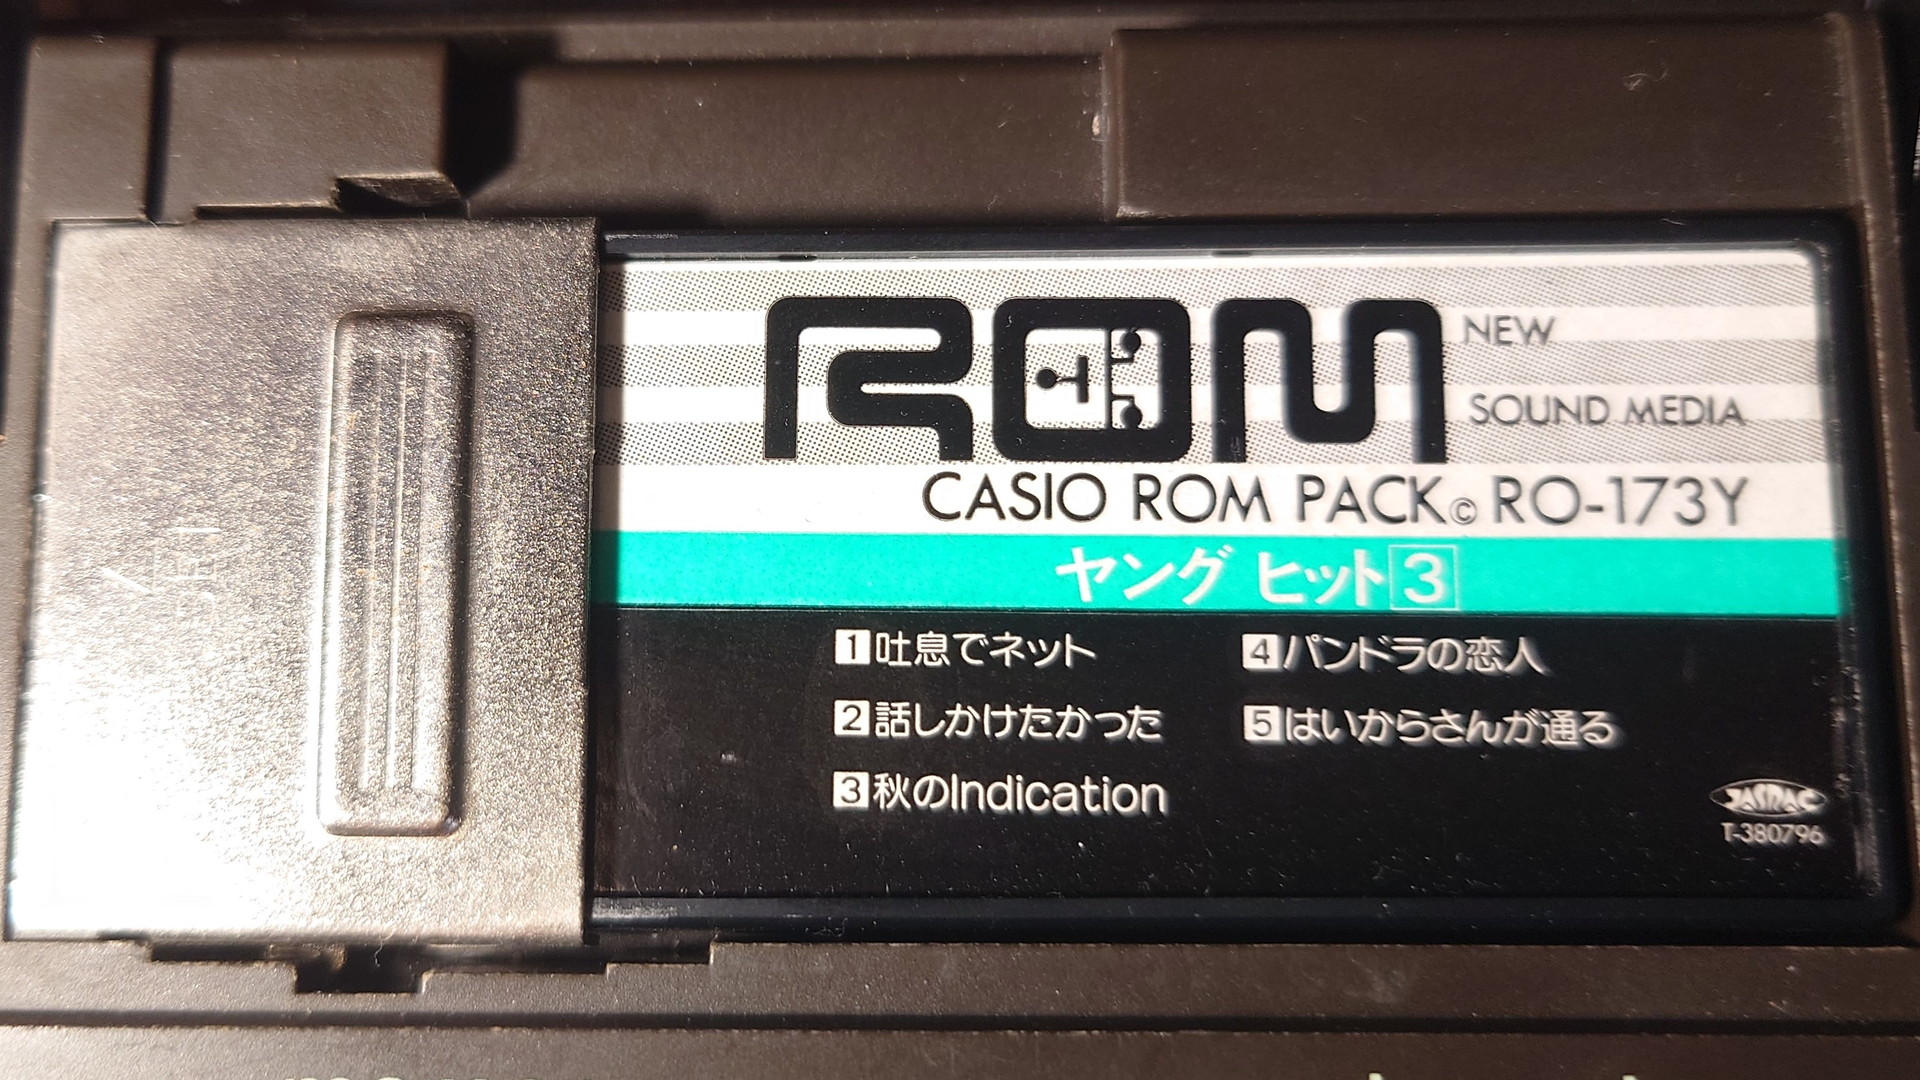 ROM
NEW
SOUND MEDIA
CASIO ROM PACK© RO-173Y
ヤング ヒット3
1吐息でネット
2話しかけたかった
3秋のIndication
4パンドラの恋人
5はいからさんが通る
JASRAC
T-380796